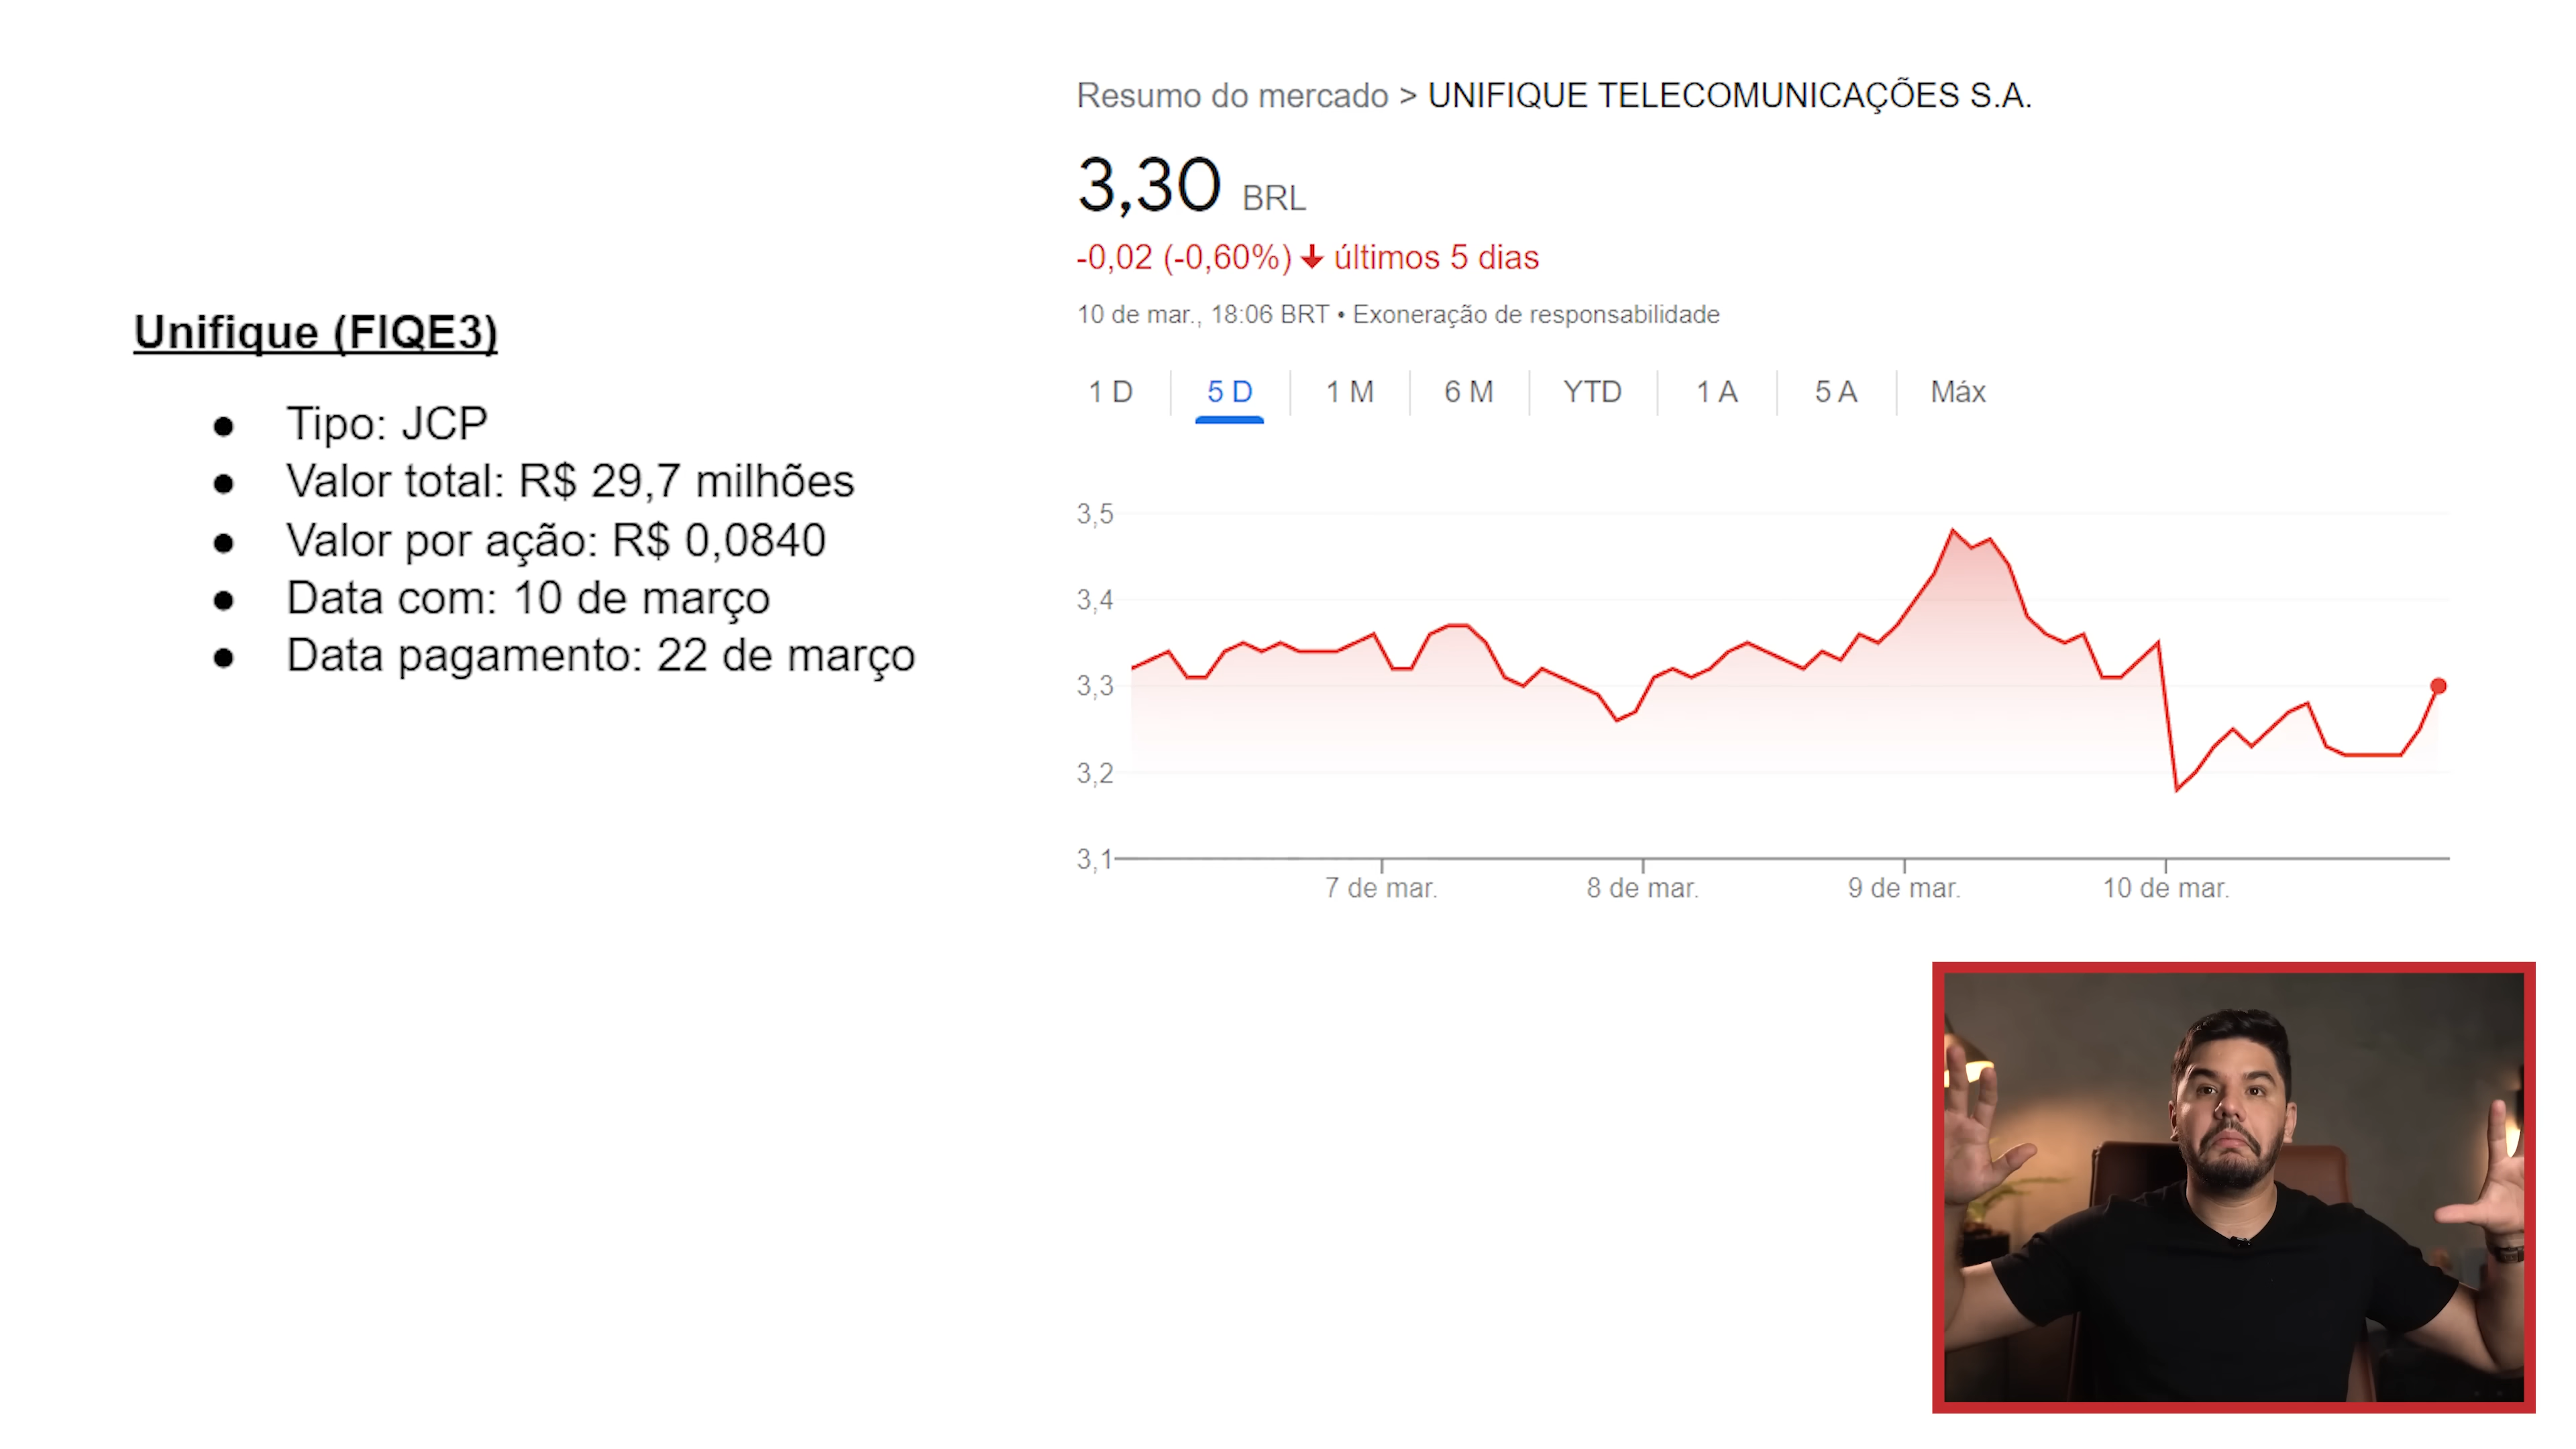 Unifique (FIQE3)
● Tipo: JCP
● Valor total: R$ 29,7 milhões
● Valor por ação: R$ 0,0840
● Data com: 10 de março
● Data pagamento: 22 de março
Resumo do mercado > UNIFIQUE TELECOMUNICAÇÕES S.A.
3,30 BRL
-0,02 (-0,60%) ↓ últimos 5 dias
10 de mar., 18:06 BRT • Exoneração de responsabilidade
1 D 5 D 1 M 6 M YTD 1 A 5 A Máx
3,5
3,4
3,3
3,2
3,1
7 de mar. 8 de mar. 9 de mar. 10 de mar.